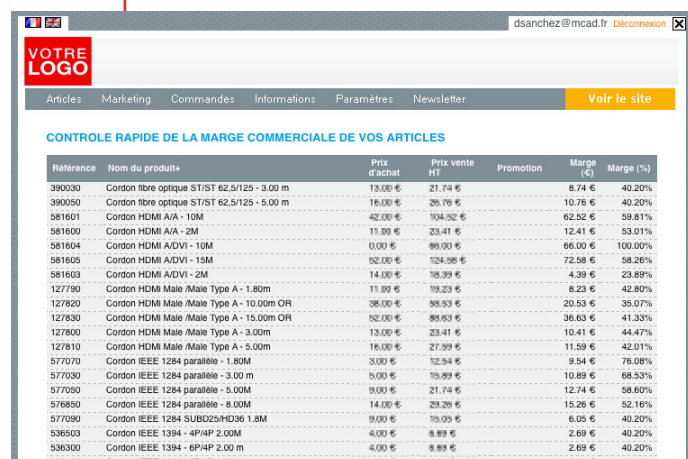 dsanchez@mcad.fr Déconnexion
VOTRE
LOGO
Articles Marketing Commandes Informations Paramètres Newsletter Voir le site
CONTROLE RAPIDE DE LA MARGE COMMERCIALE DE VOS ARTICLES
Référence Nom du produit+ Prix d'achat Prix vente HT Promotion Marge (€) Marge (%)
390030 Cordon fibre optique ST/ST 62,5/125 - 3.00 m 13.00 € 21.74 € 8.74 € 40.20%
390050 Cordon fibre optique ST/ST 62,5/125 - 5.00 m 16.00 € 26.76 € 10.76 € 40.20%
581601 Cordon HDMI A/A - 10M 42.00 € 104.52 € 62.52 € 59.81%
581600 Cordon HDMI A/A - 2M 11.00 € 23.41 € 12.41 € 53.01%
581604 Cordon HDMI A/DVI - 10M 0.00 € 66.00 € 66.00 € 100.00%
581605 Cordon HDMI A/DVI - 15M 52.00 € 124.58 € 72.58 € 58.26%
581603 Cordon HDMI A/DVI - 2M 14.00 € 18.39 € 4.39 € 23.89%
127790 Cordon HDMI Male /Male Type A - 1.80m 11.00 € 19.23 € 8.23 € 42.80%
127820 Cordon HDMI Male /Male Type A - 10.00m OR 38.00 € 58.53 € 20.53 € 35.07%
127830 Cordon HDMI Male /Male Type A - 15.00m OR 52.00 € 88.63 € 36.63 € 41.33%
127800 Cordon HDMI Male /Male Type A - 3.00m 13.00 € 23.41 € 10.41 € 44.47%
127810 Cordon HDMI Male /Male Type A - 5.00m 16.00 € 27.59 € 11.59 € 42.01%
577070 Cordon IEEE 1284 parallèle - 1.80M 3.00 € 12.54 € 9.54 € 76.08%
577030 Cordon IEEE 1284 parallèle - 3.00 m 5.00 € 15.89 € 10.89 € 68.53%
577050 Cordon IEEE 1284 parallèle - 5.00M 9.00 € 21.74 € 12.74 € 58.60%
576850 Cordon IEEE 1284 parallèle - 8.00M 14.00 € 29.26 € 15.26 € 52.16%
577090 Cordon IEEE 1284 SUBD25/HD36 1.8M 9.00 € 15.05 € 6.05 € 40.20%
536503 Cordon IEEE 1394 - 4P/4P 2.00M 4.00 € 6.69 € 2.69 € 40.20%
536300 Cordon IEEE 1394 - 6P/4P 2.00 m 4.00 € 6.69 € 2.69 € 40.20%